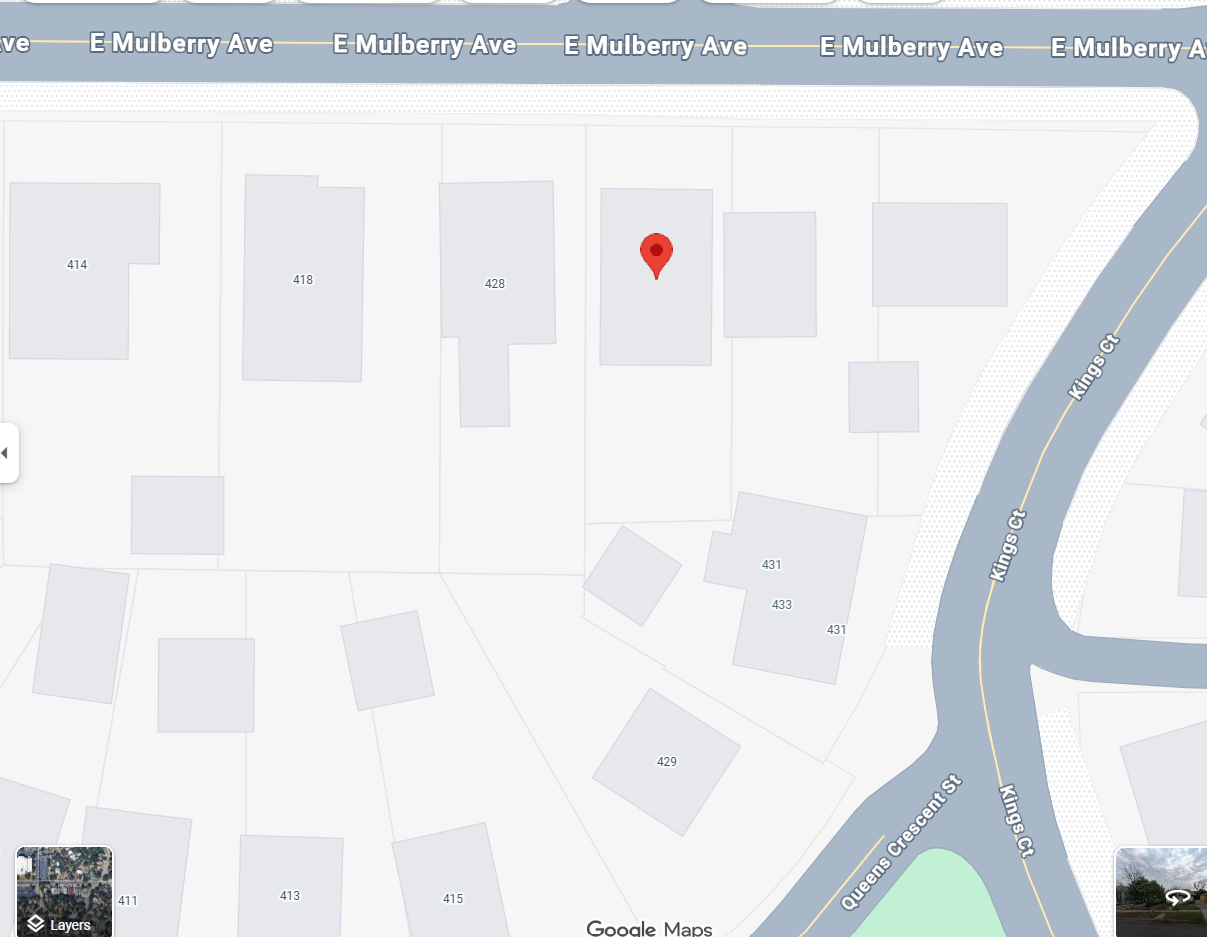 ve
E Mulberry Ave
E Mulberry Ave
E Mulberry Ave
E Mulberry Ave
E Mulberry A
414
418
428
Kings Ct
Kings Ct
431
433
431
429
Kings Ct
Queens Crescent St
411
413
415
Layers
Google Maps